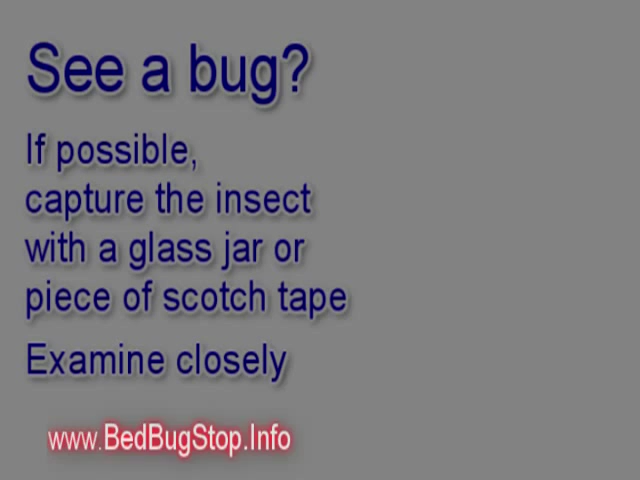 See a bug?
If possible,
capture the insect
with a glass jar or
piece of scotch tape
Examine closely
www.BedBugStop.Info